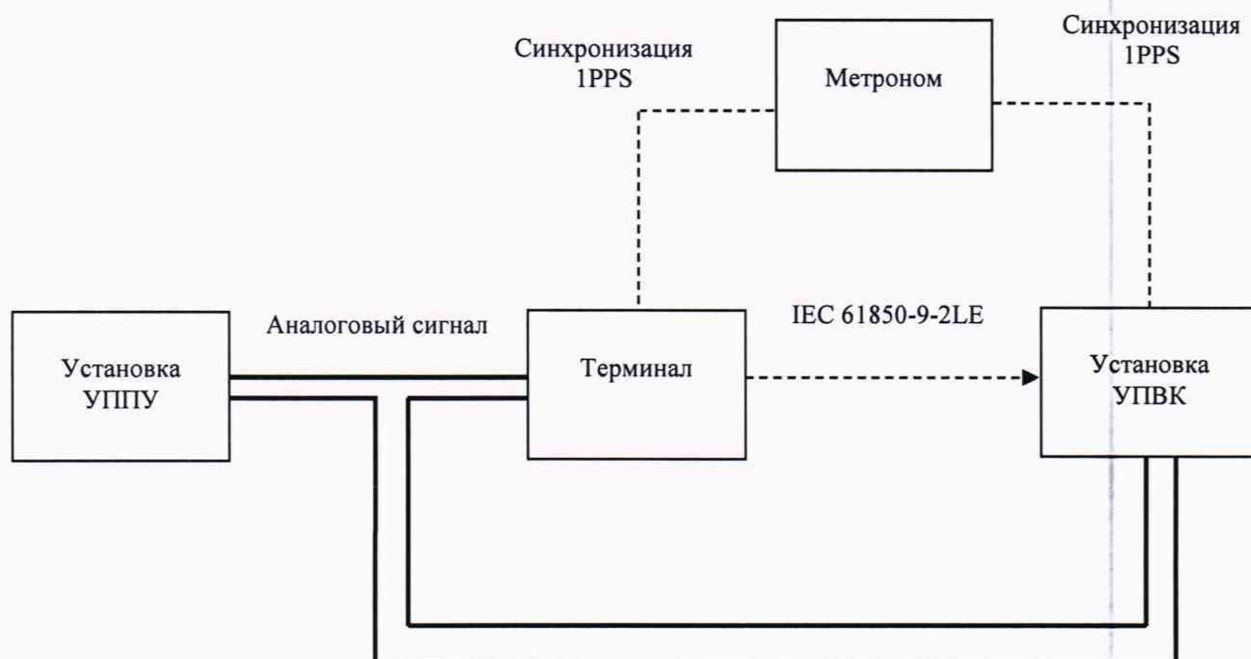 Синхронизация
1PPS
Метроном
Синхронизация
1PPS
Установка
УППУ
Аналоговый сигнал
Терминал
IEC 61850-9-2LE
Установка
УПВК